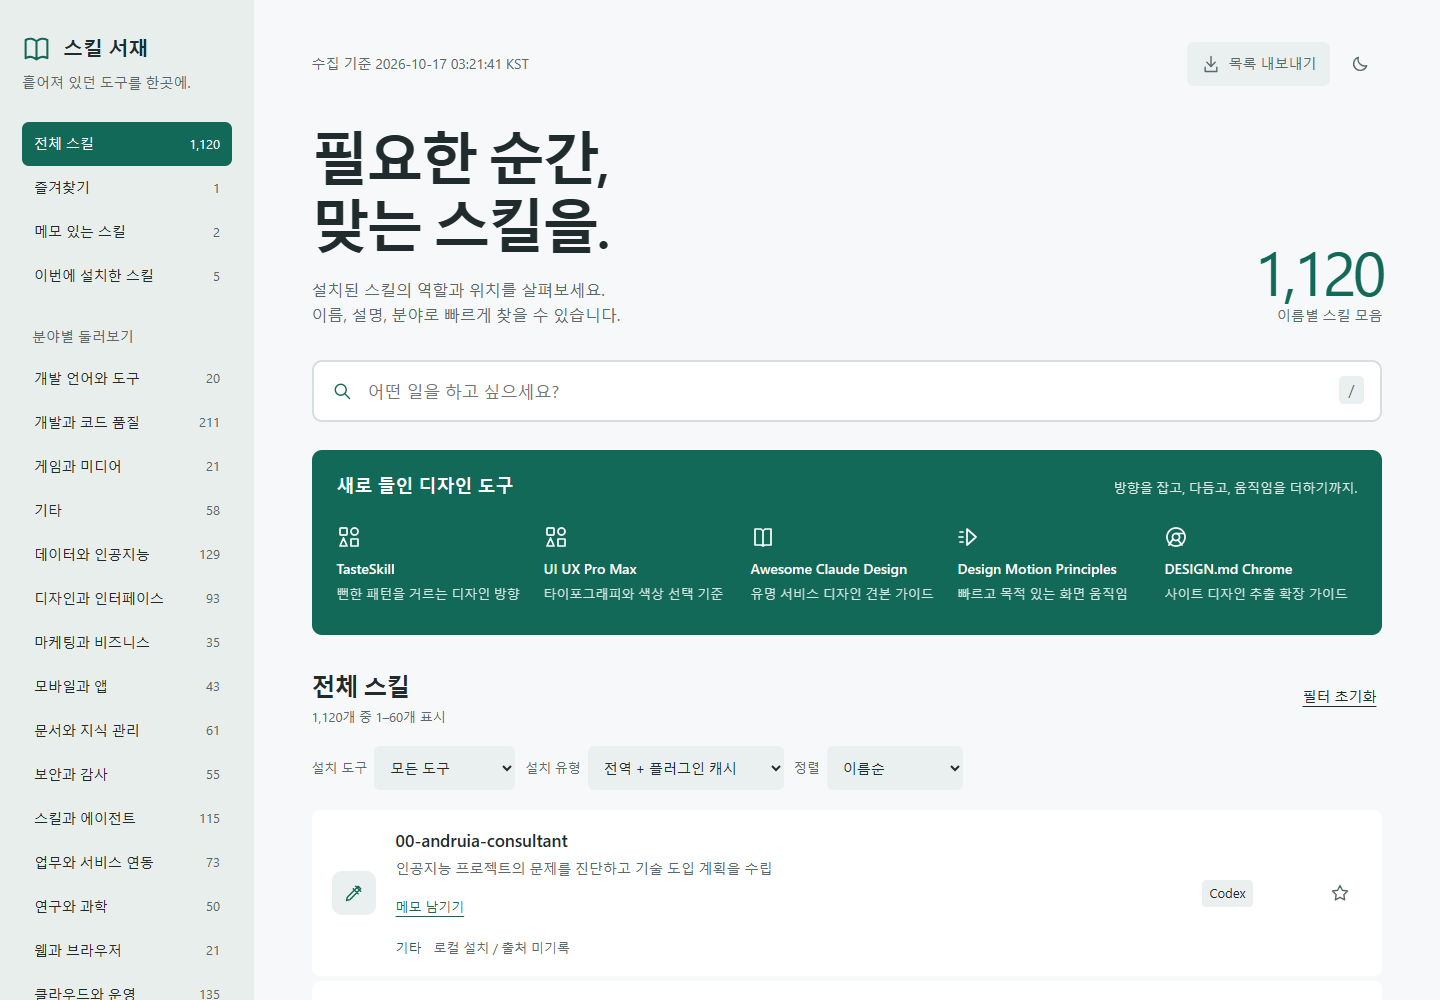 스킬 서재
흩어져 있던 도구를 한곳에.
전체 스킬 1,120
즐겨찾기 1
메모 있는 스킬 2
이번에 설치한 스킬 5
분야별 둘러보기
개발 언어와 도구 20
개발과 코드 품질 211
게임과 미디어 21
기타 58
데이터와 인공지능 129
디자인과 인터페이스 93
마케팅과 비즈니스 35
모바일과 앱 43
문서와 지식 관리 61
보안과 감사 55
스킬과 에이전트 115
업무와 서비스 연동 73
연구와 과학 50
웹과 브라우저 21
클라우드와 운영 135
수집 기준 2026-10-17 03:21:41 KST
목록 내보내기
필요한 순간,
맞는 스킬을.
설치된 스킬의 역할과 위치를 살펴보세요.
이름, 설명, 분야로 빠르게 찾을 수 있습니다.
1,120
이름별 스킬 모음
어떤 일을 하고 싶으세요? /
새로 들인 디자인 도구
방향을 잡고, 다듬고, 움직임을 더하기까지.
TasteSkill
뻔한 패턴을 거르는 디자인 방향
UI UX Pro Max
타이포그래피와 색상 선택 기준
Awesome Claude Design
유명 서비스 디자인 견본 가이드
Design Motion Principles
빠르고 목적 있는 화면 움직임
DESIGN.md Chrome
사이트 디자인 추출 확장 가이드
전체 스킬
1,120개 중 1–60개 표시
필터 초기화
설치 도구 모든 도구 설치 유형 전역 + 플러그인 캐시 정렬 이름순
00-andruia-consultant
인공지능 프로젝트의 문제를 진단하고 기술 도입 계획을 수립
메모 남기기
기타 로컬 설치 / 출처 미기록
Codex